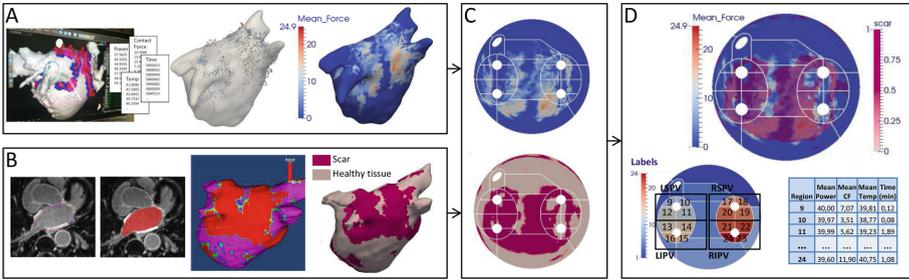 A
Power
37.5625
Contact
Force
Time
Temp
24.9
Mean_Force
20
10
0
B
Scar
Healthy tissue
C
D
24.9
Mean_Force
20
10
0
scar
1
0.75
0.5
0.25
0
Labels
24
20
LSPV
RSPV
9 10
17 18
12 11
20 19
13 14
21 22
16 15
24 23
LIPV
RIPV
1
Region
Mean Power
Mean CF
Mean Temp
Time (min)
9 40,00 7,07 39,81 0,12
10 39,97 3,51 38,77 0,08
11 39,99 5,62 39,23 1,89
... ... ... ... ...
24 39,60 11,90 40,75 1,08